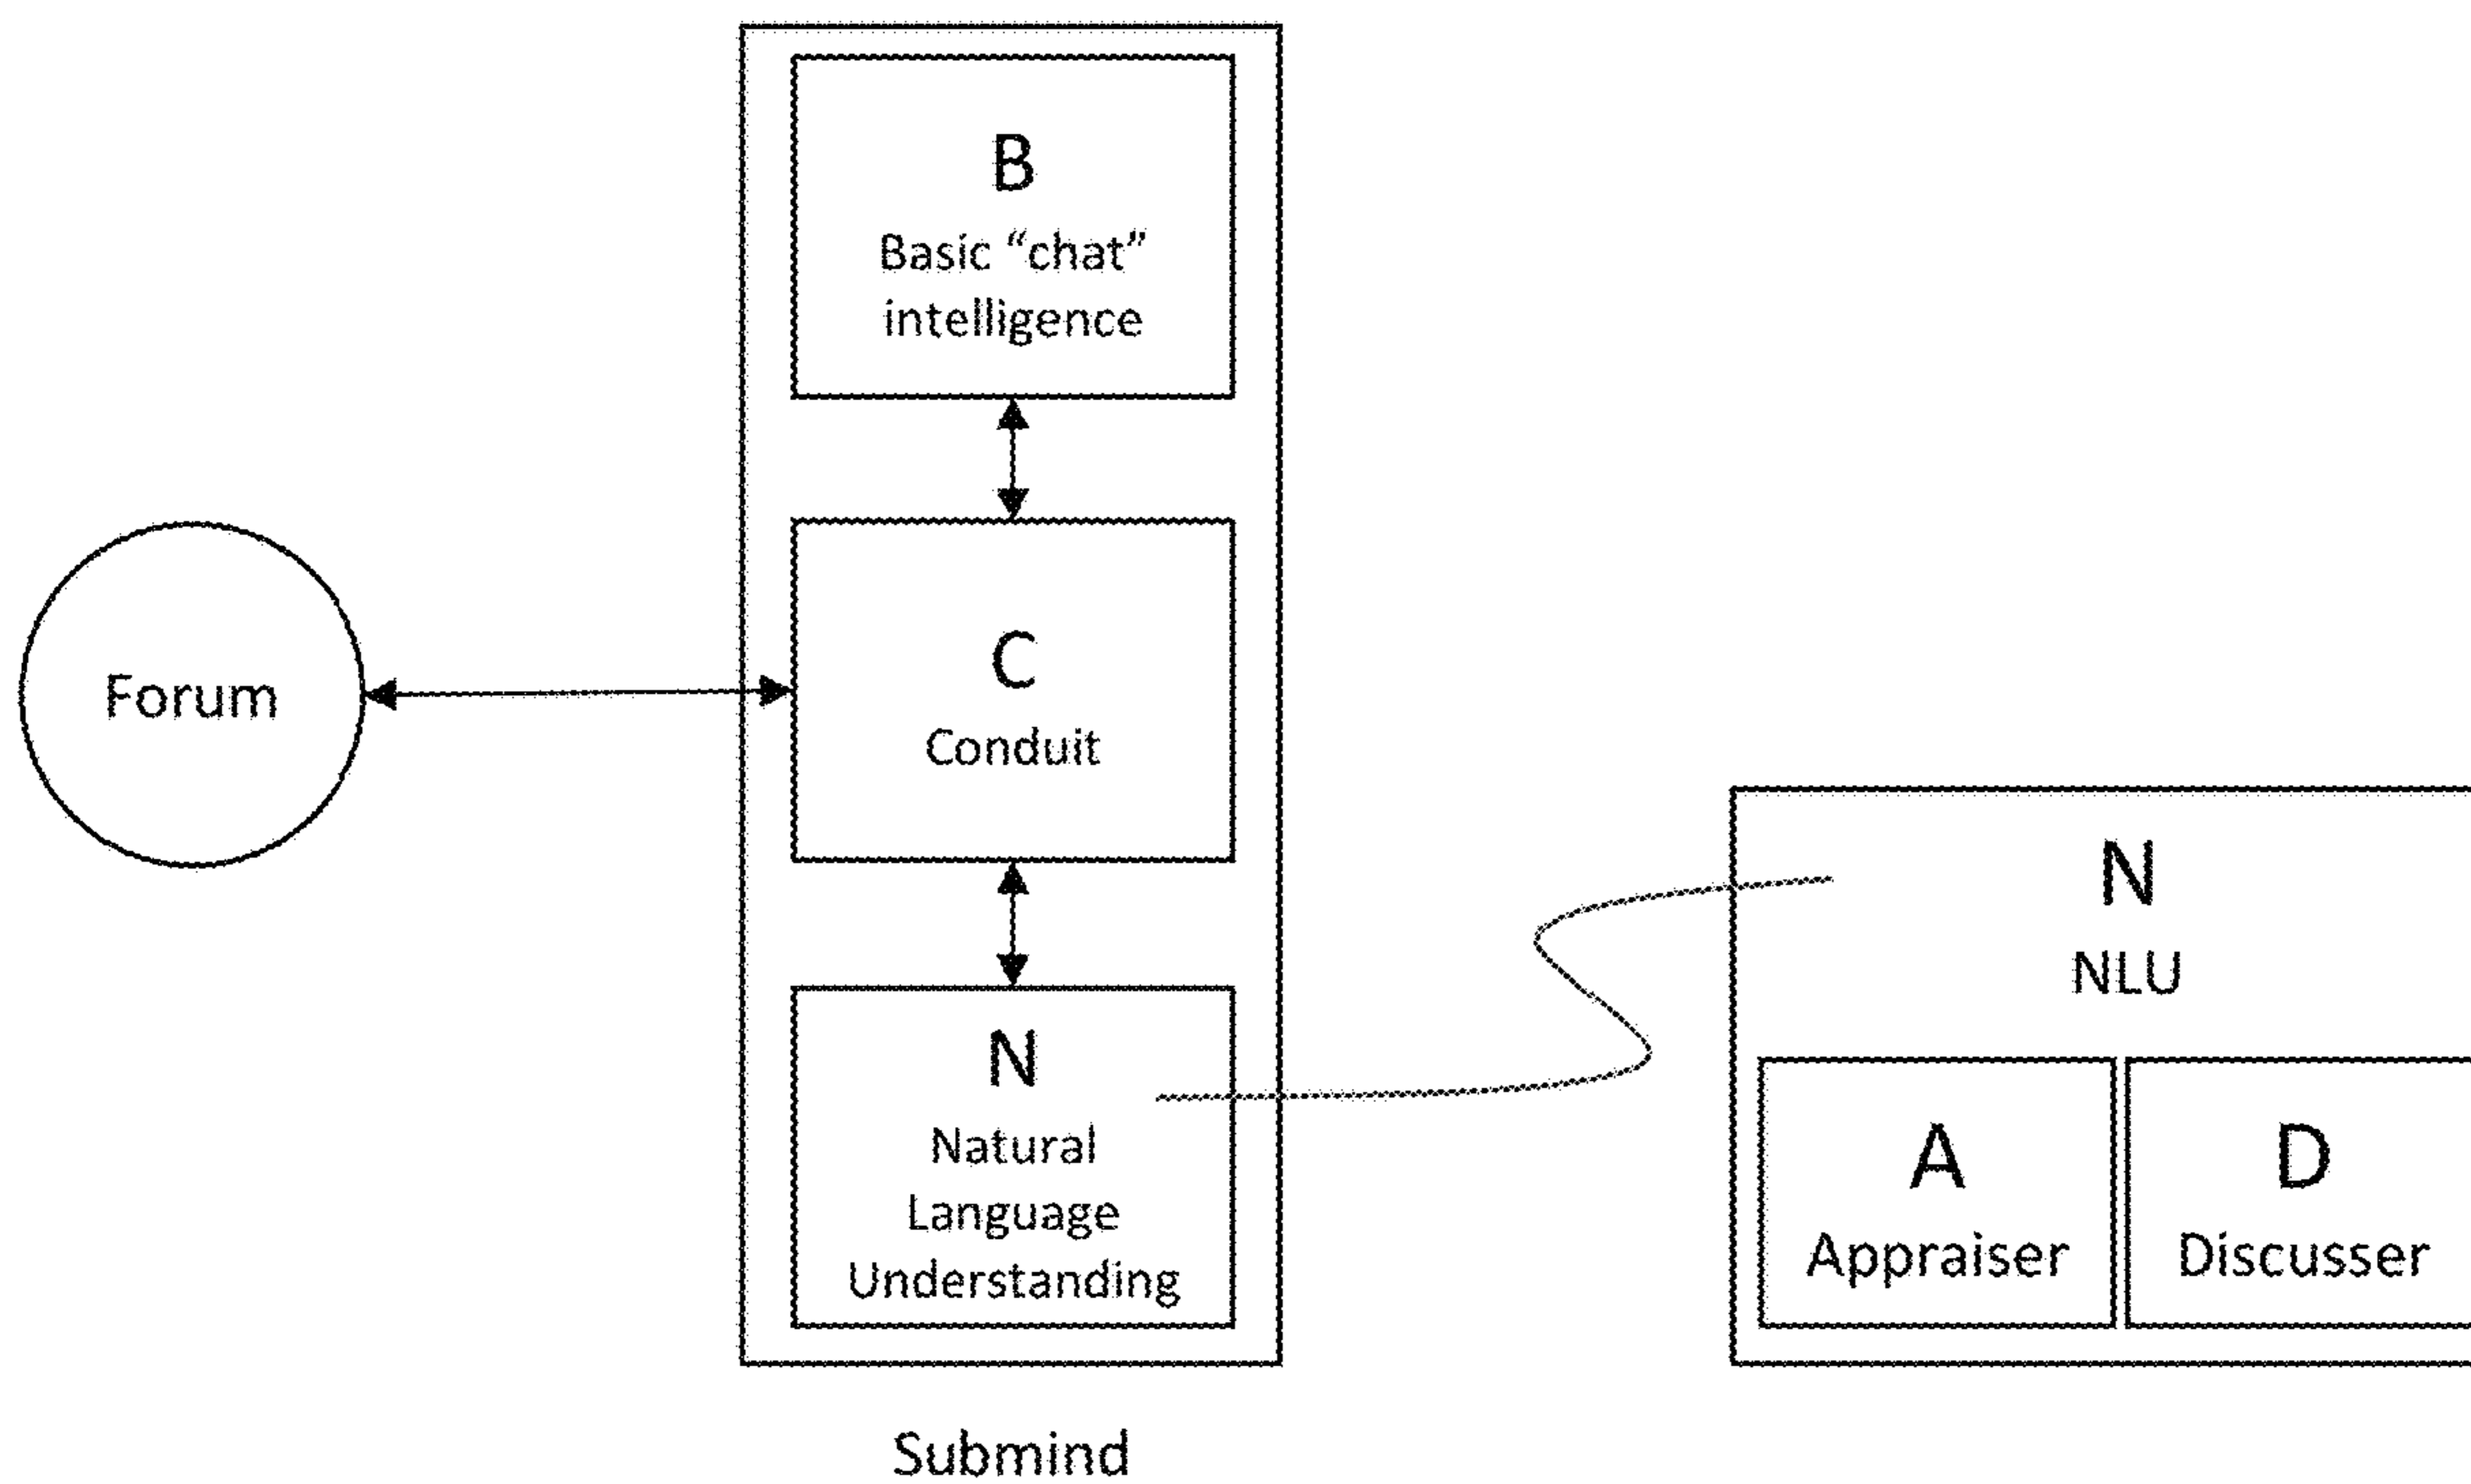 B
Basic “chat”
intelligence
Forum
C
Conduit
N
Natural
Language
Understanding
Submind
N
NLU
A
Appraiser
D
Discusser